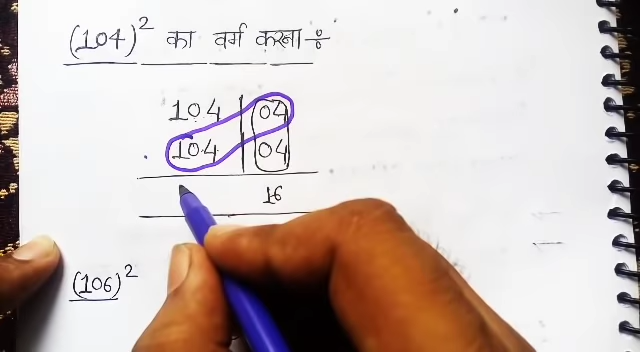 (104)² का वर्ग करना ÷
104 | 04
104 | 04
16
(106)²